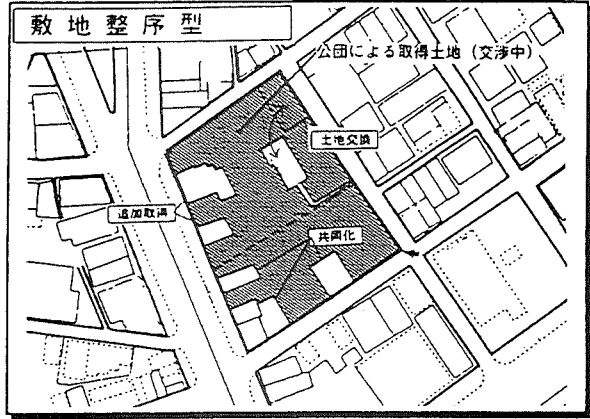 敷地整序型
公団による取得土地（交渉中）
土地交換
追加取得
共同化